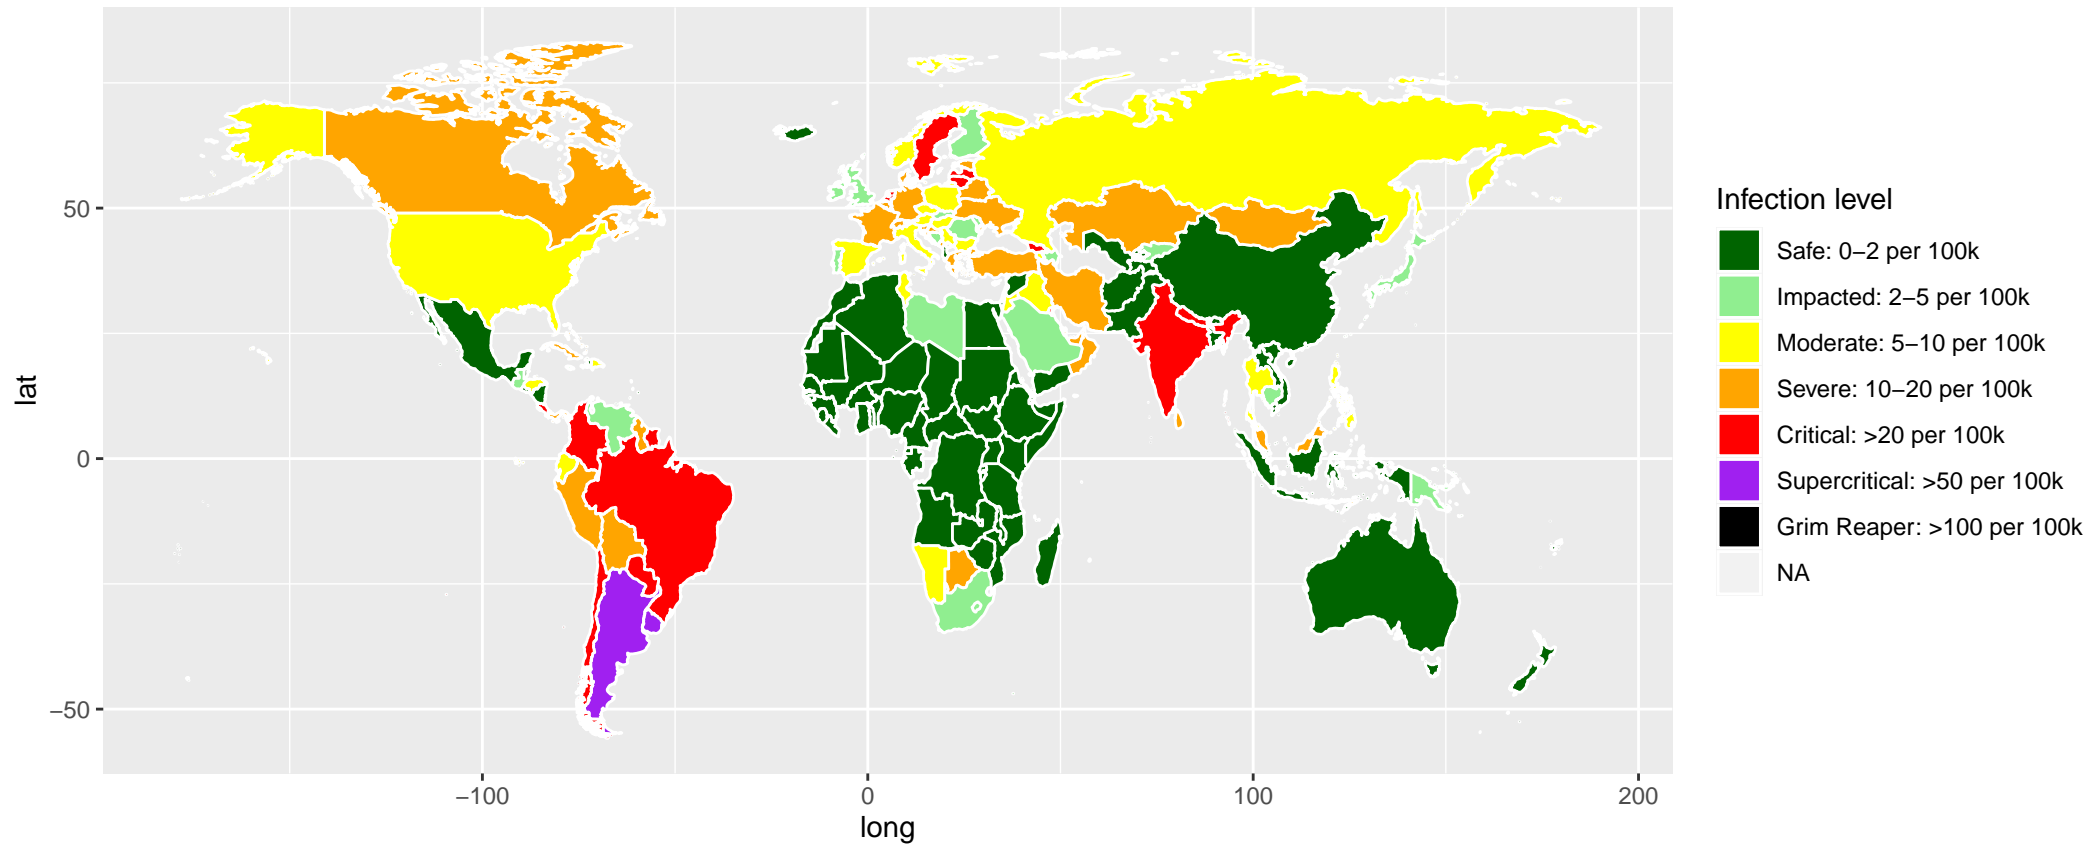 50
0
−50
lat
−100
0
100
200
long
Infection level
Safe: 0−2 per 100k
Impacted: 2−5 per 100k
Moderate: 5−10 per 100k
Severe: 10−20 per 100k
Critical: >20 per 100k
Supercritical: >50 per 100k
Grim Reaper: >100 per 100k
NA